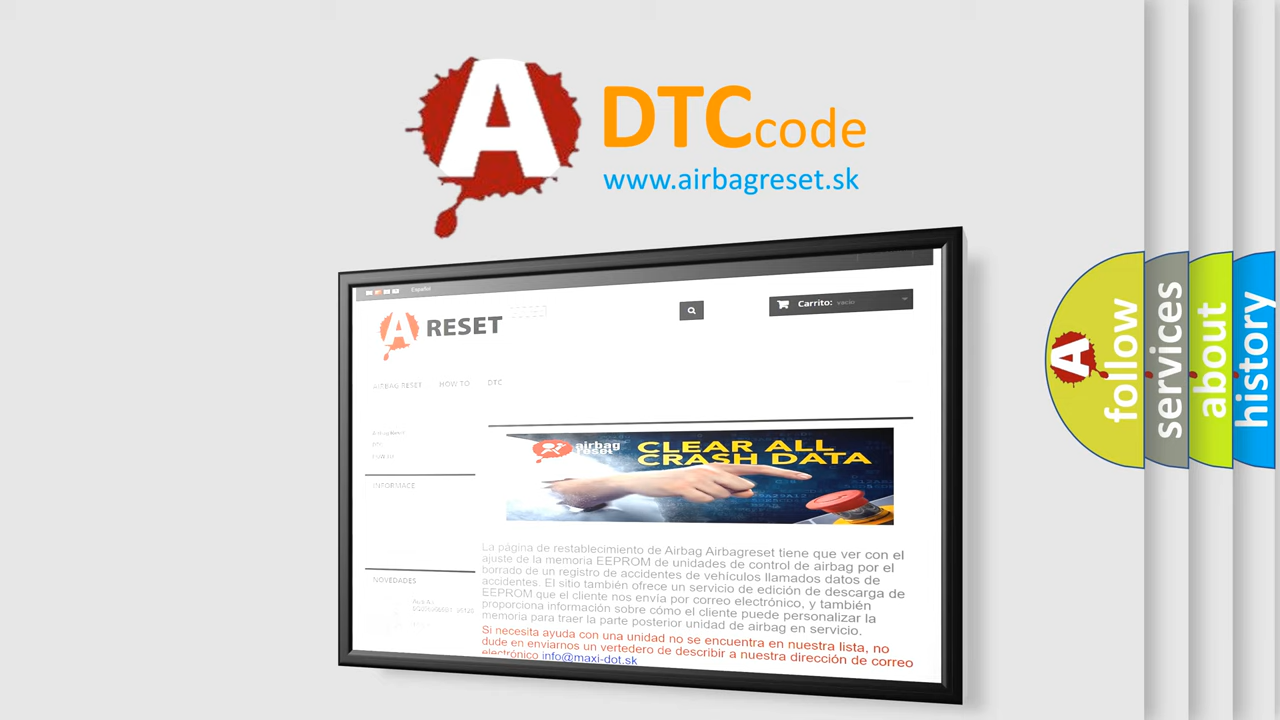 A DTCcode
www.airbagreset.sk
Español
A RESET
Carrito: vacío
AIRBAG RESET HOW TO DTC
INFORMACE
CLEAR ALL
CRASH DATA
airbag
reset
La página de restablecimiento de Airbag Airbagreset tiene que ver con el
ajuste de la memoria EEPROM de unidades de control de airbag por el
borrado de un registro de accidentes de vehículos llamados datos de
accidentes. El sitio también ofrece un servicio de edición de descarga de
EEPROM que el cliente nos envía por correo electrónico, y también
proporciona información sobre cómo el cliente puede personalizar la
memoria para traer la parte posterior unidad de airbag en servicio.
Si necesita ayuda con una unidad no se encuentra en nuestra lista, no
dude en enviarnos un vertedero de describir a nuestra dirección de correo
electrónico info@maxi-dot.sk
NOVEDADES
A follow
services
about
history